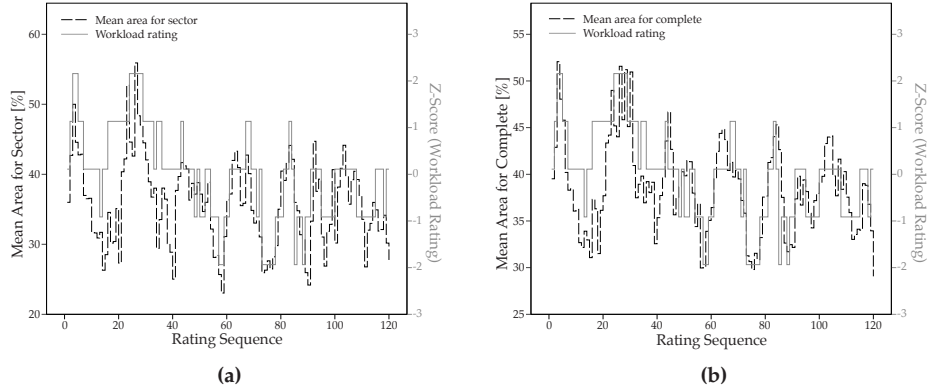 Mean area for sector
Workload rating
60
50
40
30
20
3
2
1
0
-1
-2
-3
0 20 40 60 80 100 120
Mean Area for Sector [%]
Z-Score (Workload Rating)
Rating Sequence
(a)
Mean area for complete
Workload rating
55
50
45
40
35
30
25
3
2
1
0
-1
-2
-3
0 20 40 60 80 100 120
Mean Area for Complete [%]
Z-Score (Workload Rating)
Rating Sequence
(b)